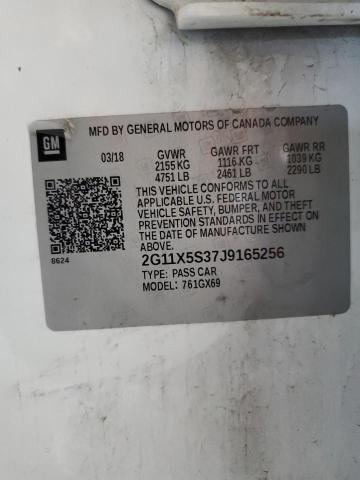 MFD BY GENERAL MOTORS OF CANADA COMPANY
GM
03/18 GVWR GAWR FRT GAWR RR
2155 KG 1116 KG 1039 KG
4751 LB 2461 LB 2290 LB
THIS VEHICLE CONFORMS TO ALL
APPLICABLE U.S. FEDERAL MOTOR
VEHICLE SAFETY, BUMPER, AND THEFT
PREVENTION STANDARDS IN EFFECT ON
THE DATE OF MANUFACTURE SHOWN
ABOVE.
8624
2G11X5S37J9165256
TYPE: PASS CAR
MODEL: 1GX69